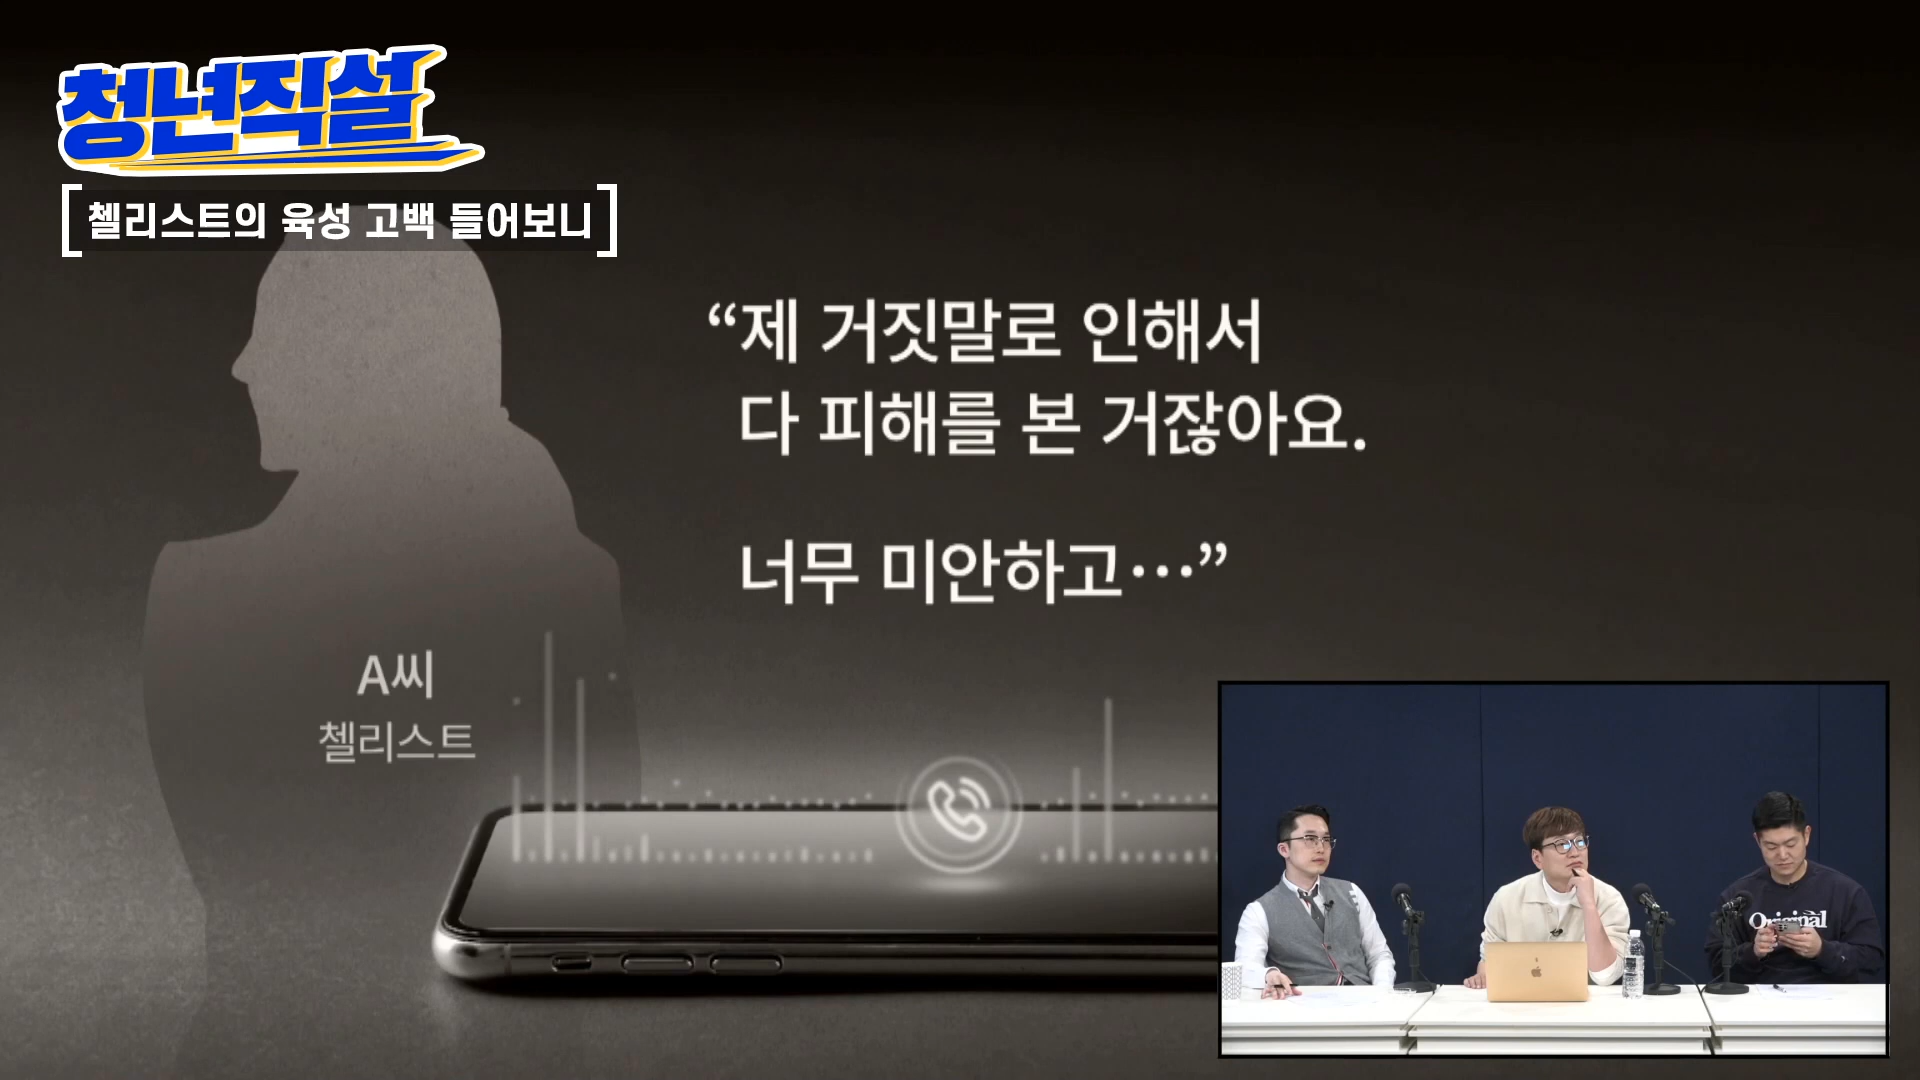 청년직설
[첼리스트의 육성 고백 들어보니]
“제 거짓말로 인해서
다 피해를 본 거잖아요.
너무 미안하고…”
A씨
첼리스트
Original